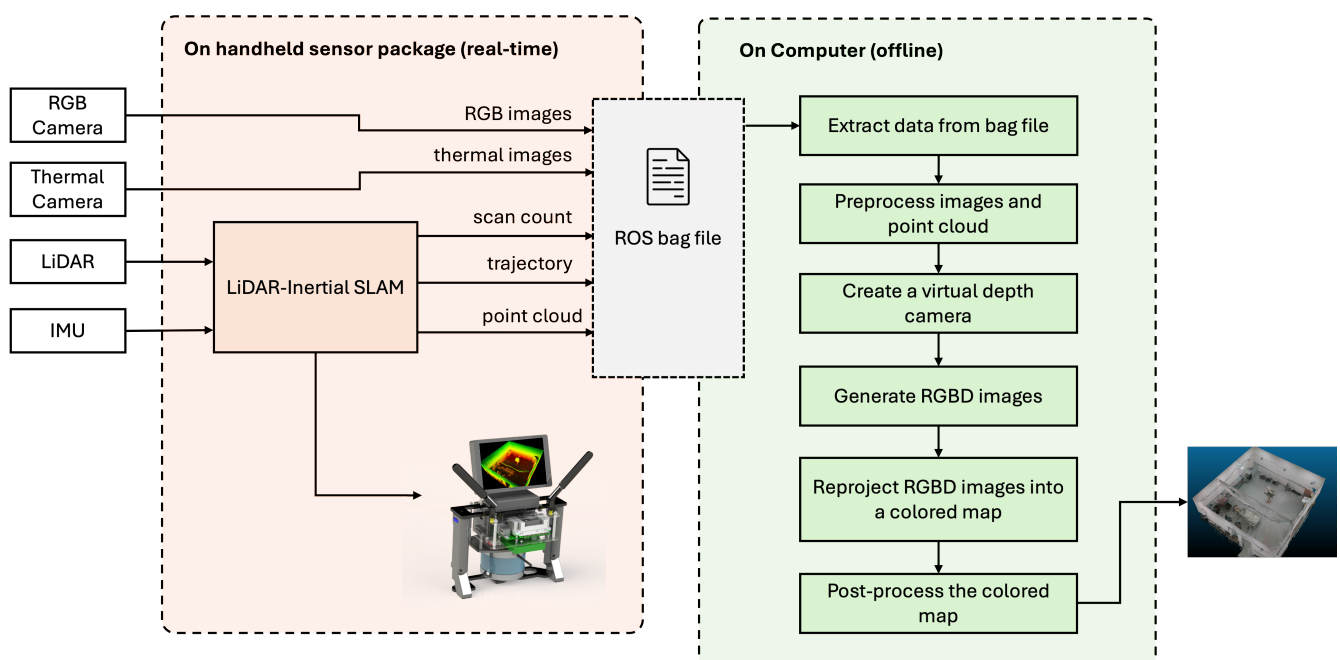 On handheld sensor package (real-time)
On Computer (offline)
RGB
Camera
Thermal
Camera
LiDAR
IMU
LiDAR-Inertial SLAM
RGB images
thermal images
scan count
trajectory
point cloud
ROS bag file
Extract data from bag file
Preprocess images and
point cloud
Create a virtual depth
camera
Generate RGBD images
Reproject RGBD images into
a colored map
Post-process the colored
map